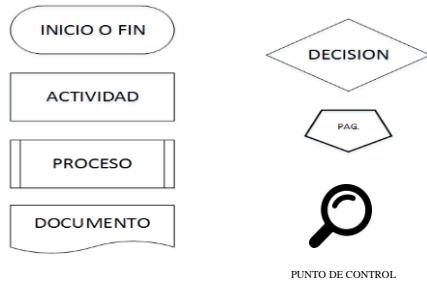 INICIO O FIN
ACTIVIDAD
PROCESO
DOCUMENTO
DECISION
PAG.
PUNTO DE CONTROL